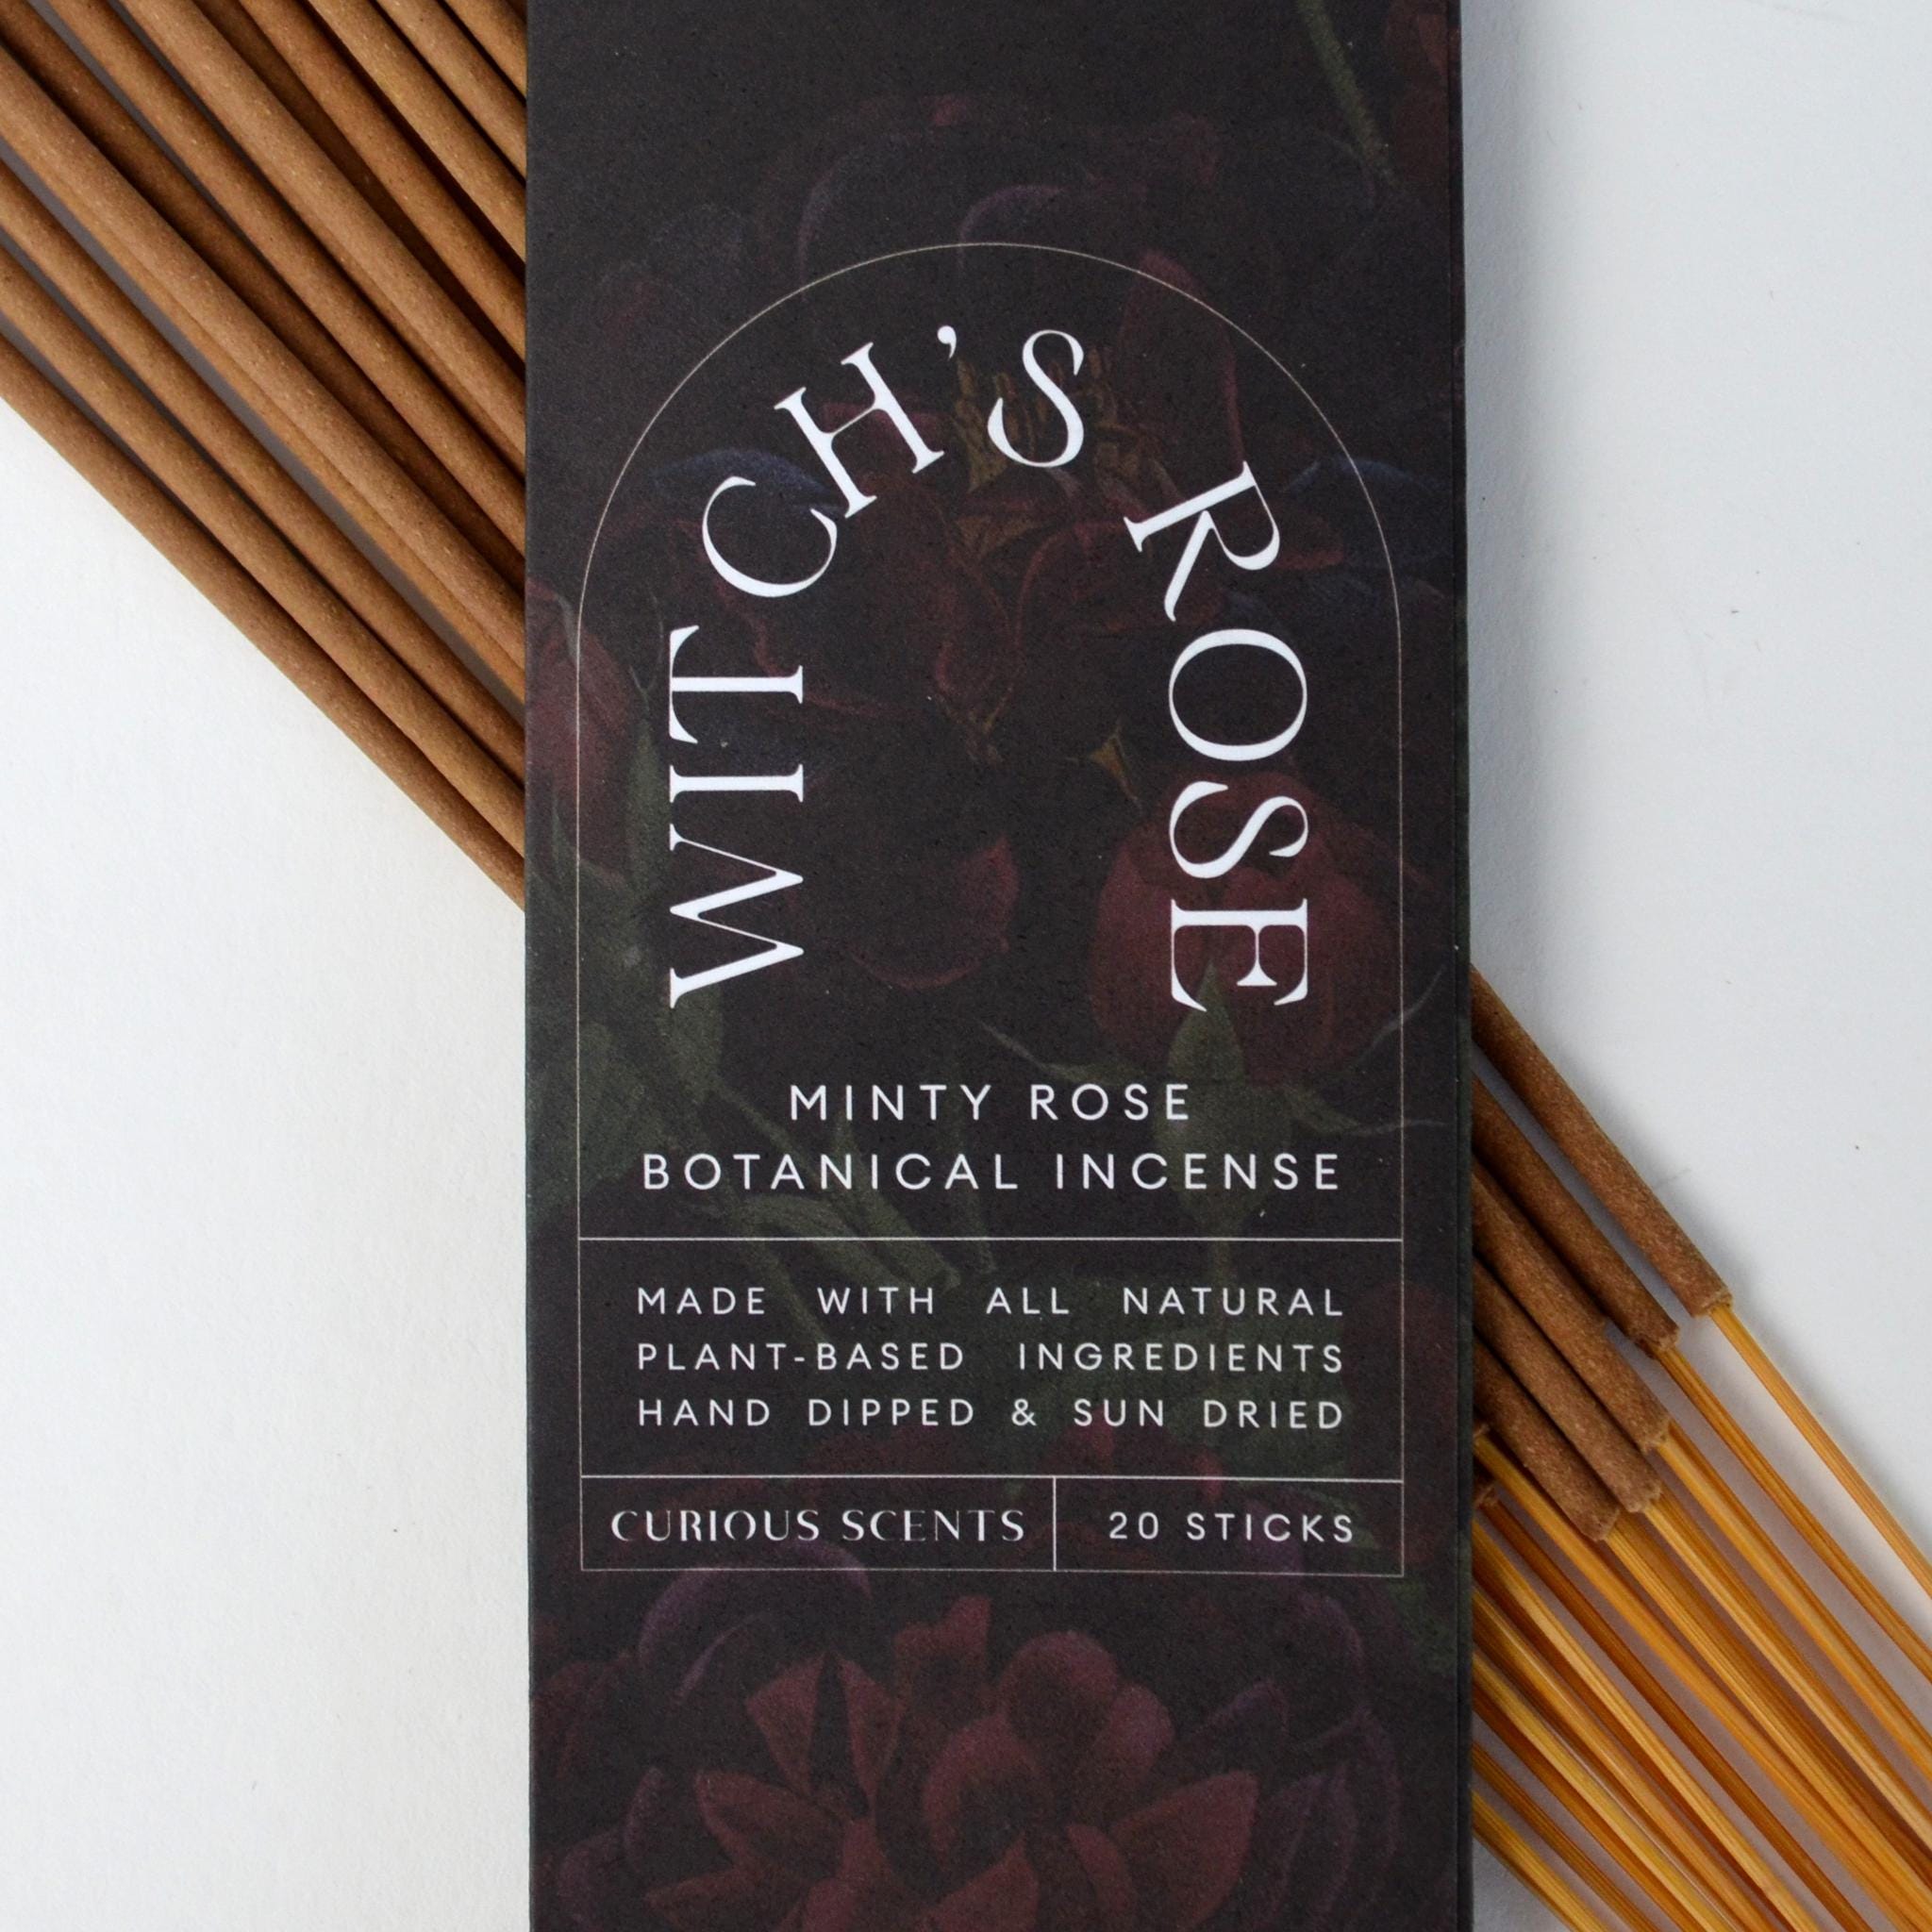 WITCH'S ROSE
MINTY ROSE
BOTANICAL INCENSE
MADE WITH ALL NATURAL
PLANT-BASED INGREDIENTS
HAND DIPPED & SUN DRIED
CURIOUS SCENTS
20 STICKS